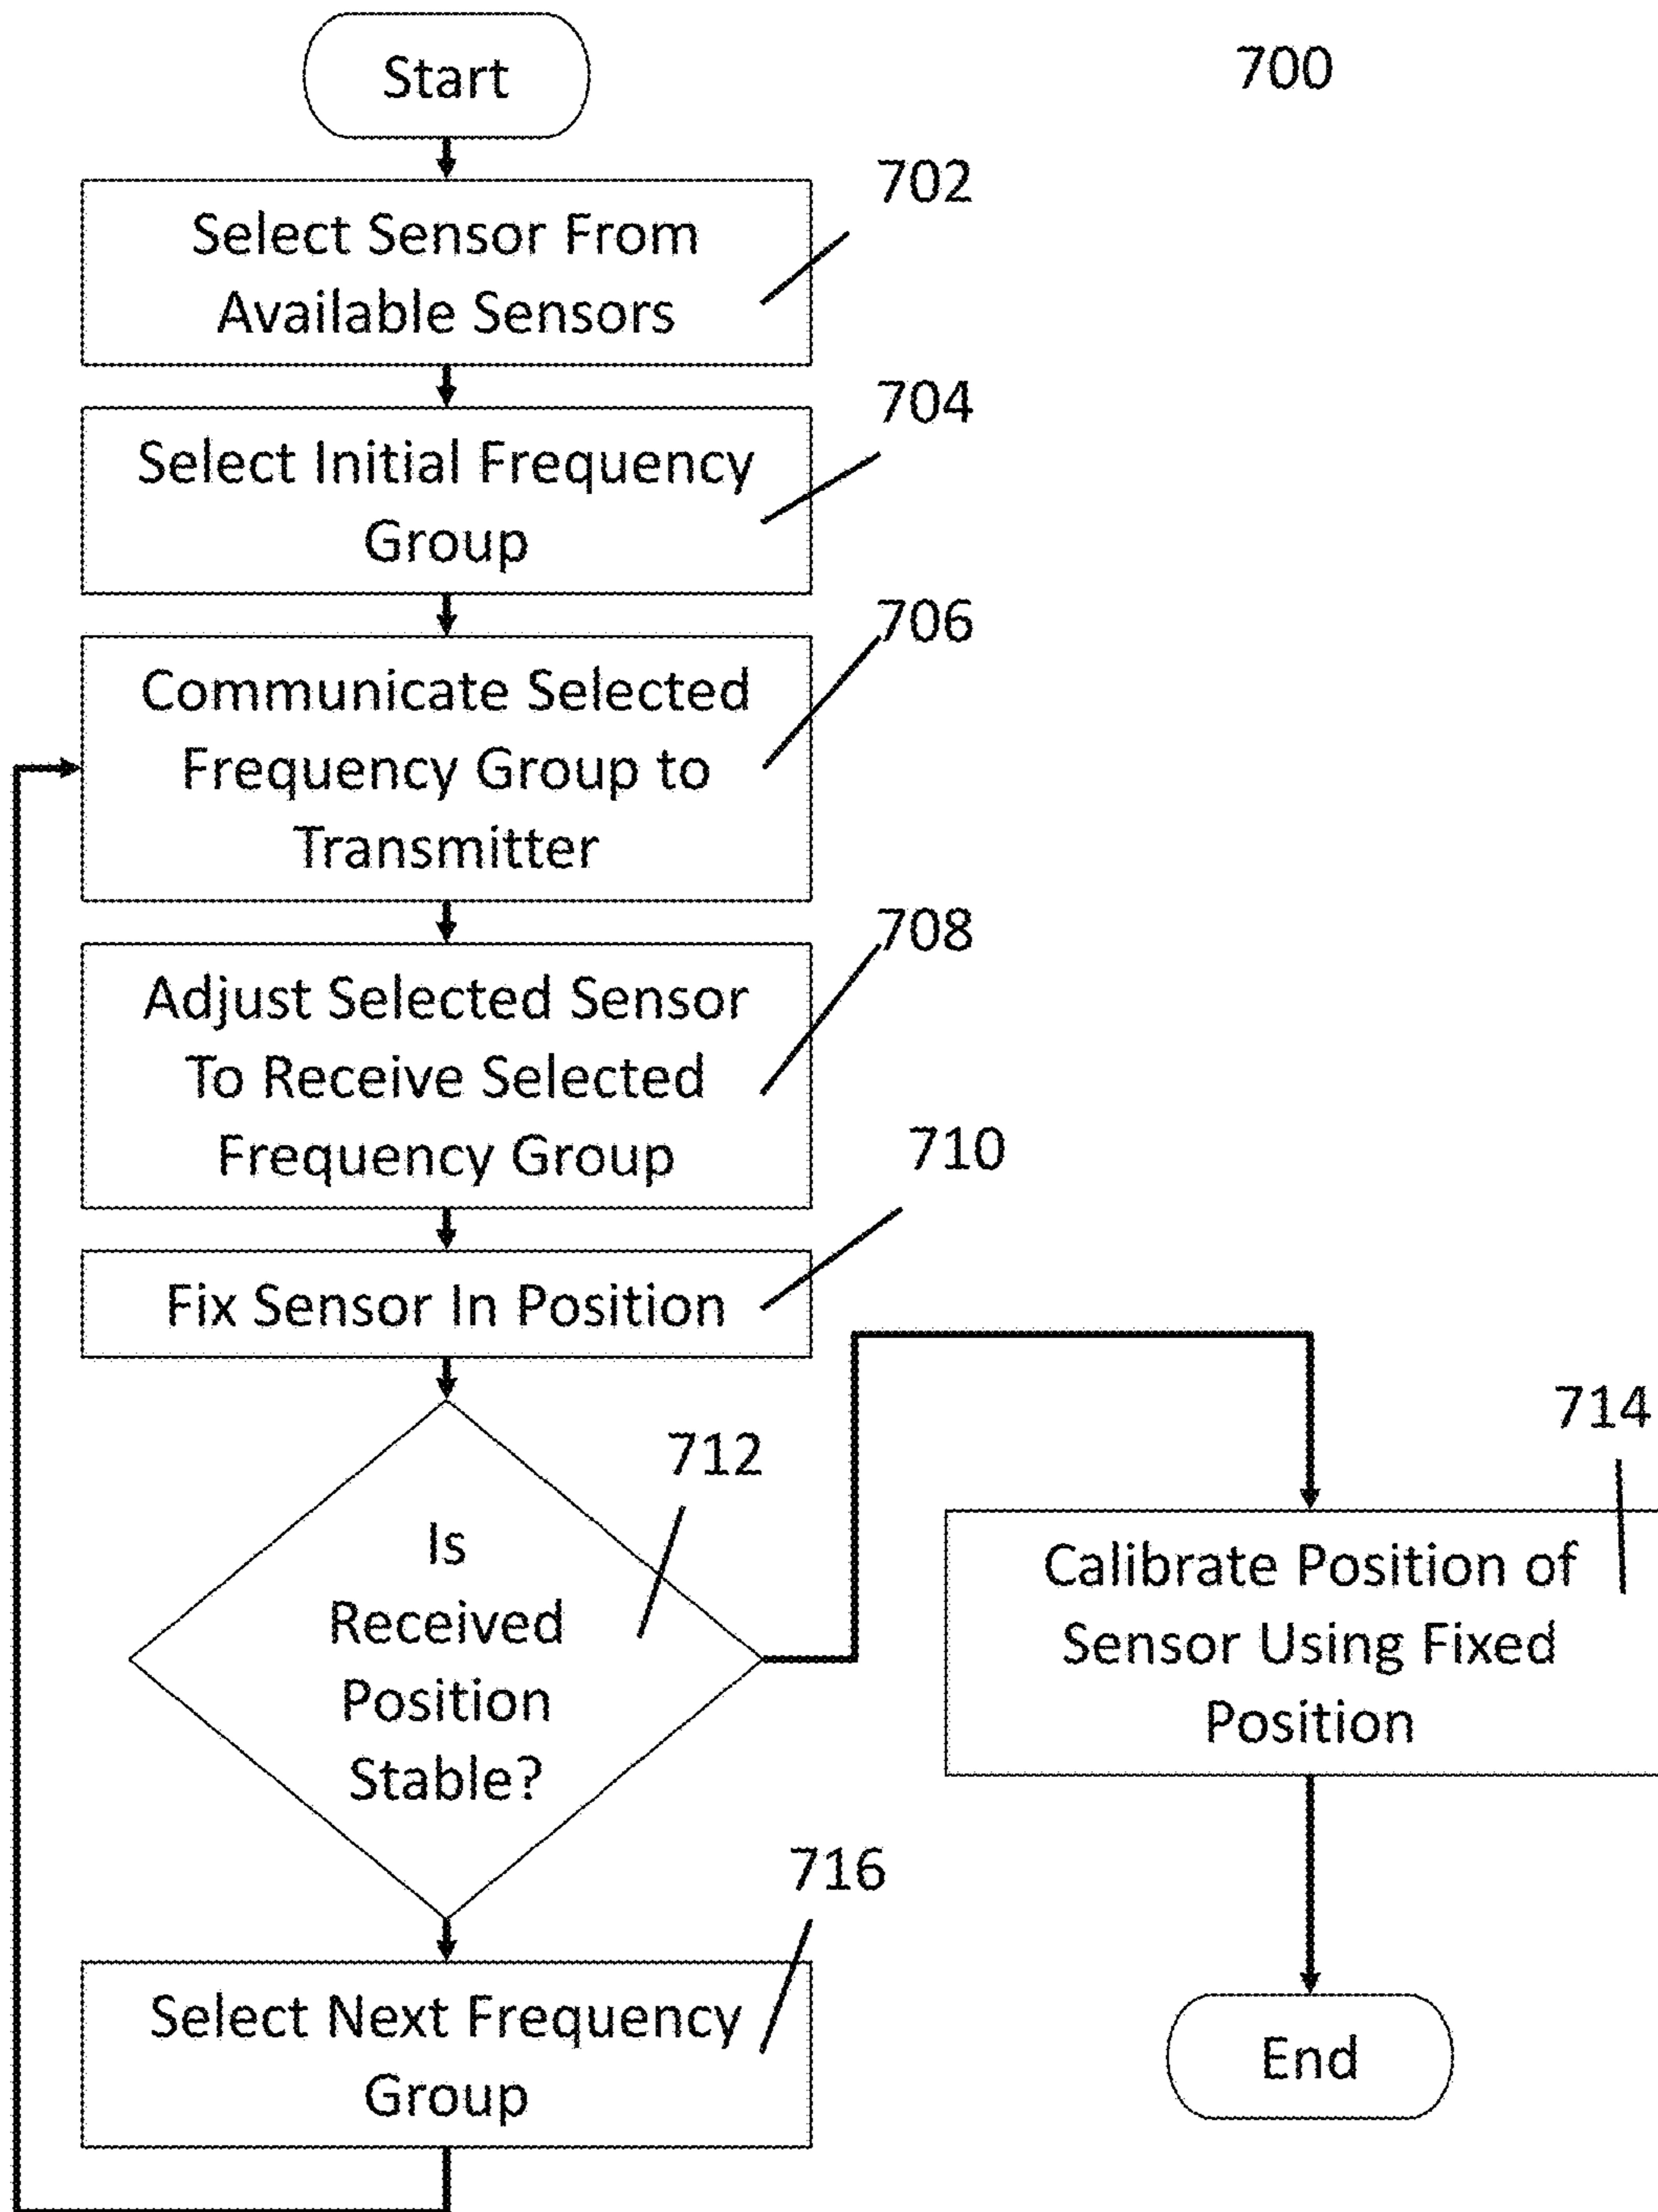 Start
700
702
Select Sensor From
Available Sensors
704
Select Initial Frequency
Group
706
Communicate Selected
Frequency Group to
Transmitter
708
Adjust Selected Sensor
To Receive Selected
Frequency Group
710
Fix Sensor In Position
712
Is
Received
Position
Stable?
714
Calibrate Position of
Sensor Using Fixed
Position
716
Select Next Frequency
Group
End